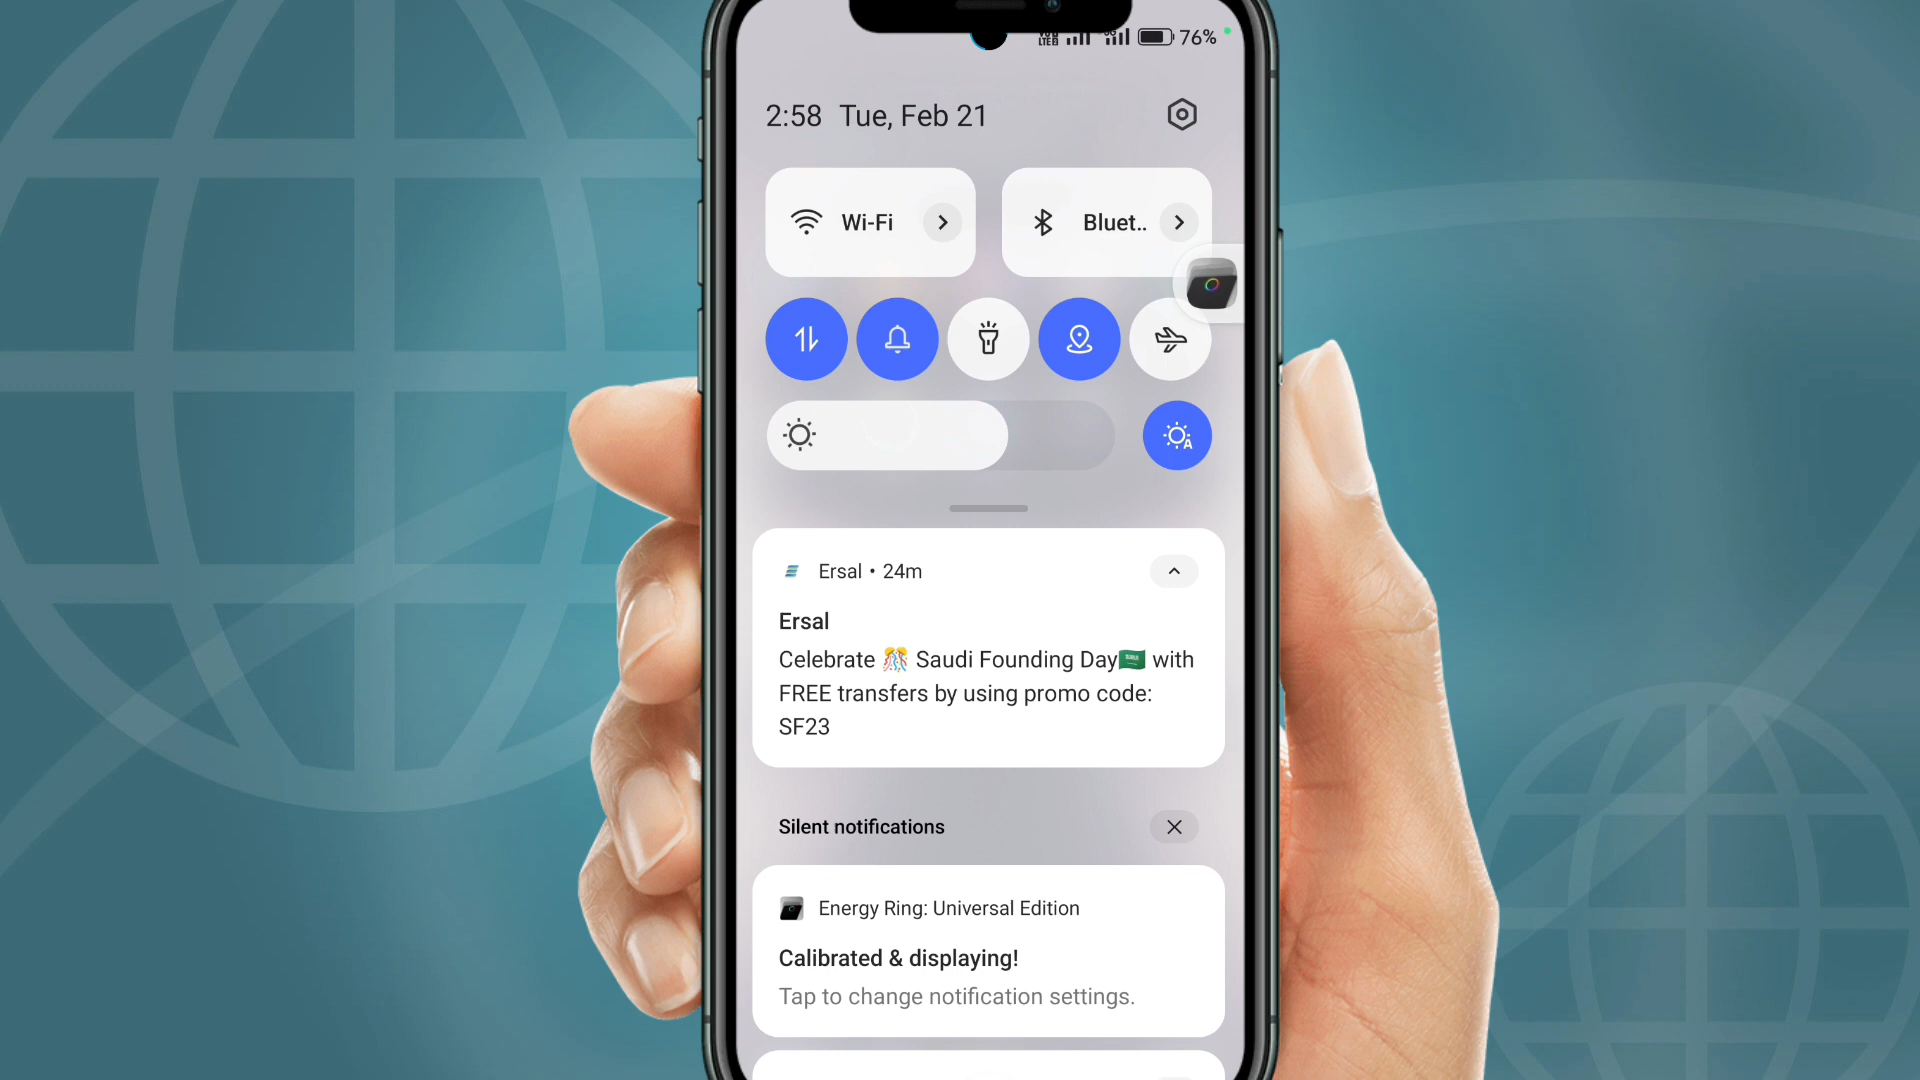 76%
2:58 Tue, Feb 21
Wi-Fi
Bluet..
A
Ersal • 24m
Ersal
Celebrate 🎊 Saudi Founding Day🇸🇦 with
FREE transfers by using promo code:
SF23
Silent notifications
Energy Ring: Universal Edition
Calibrated & displaying!
Tap to change notification settings.